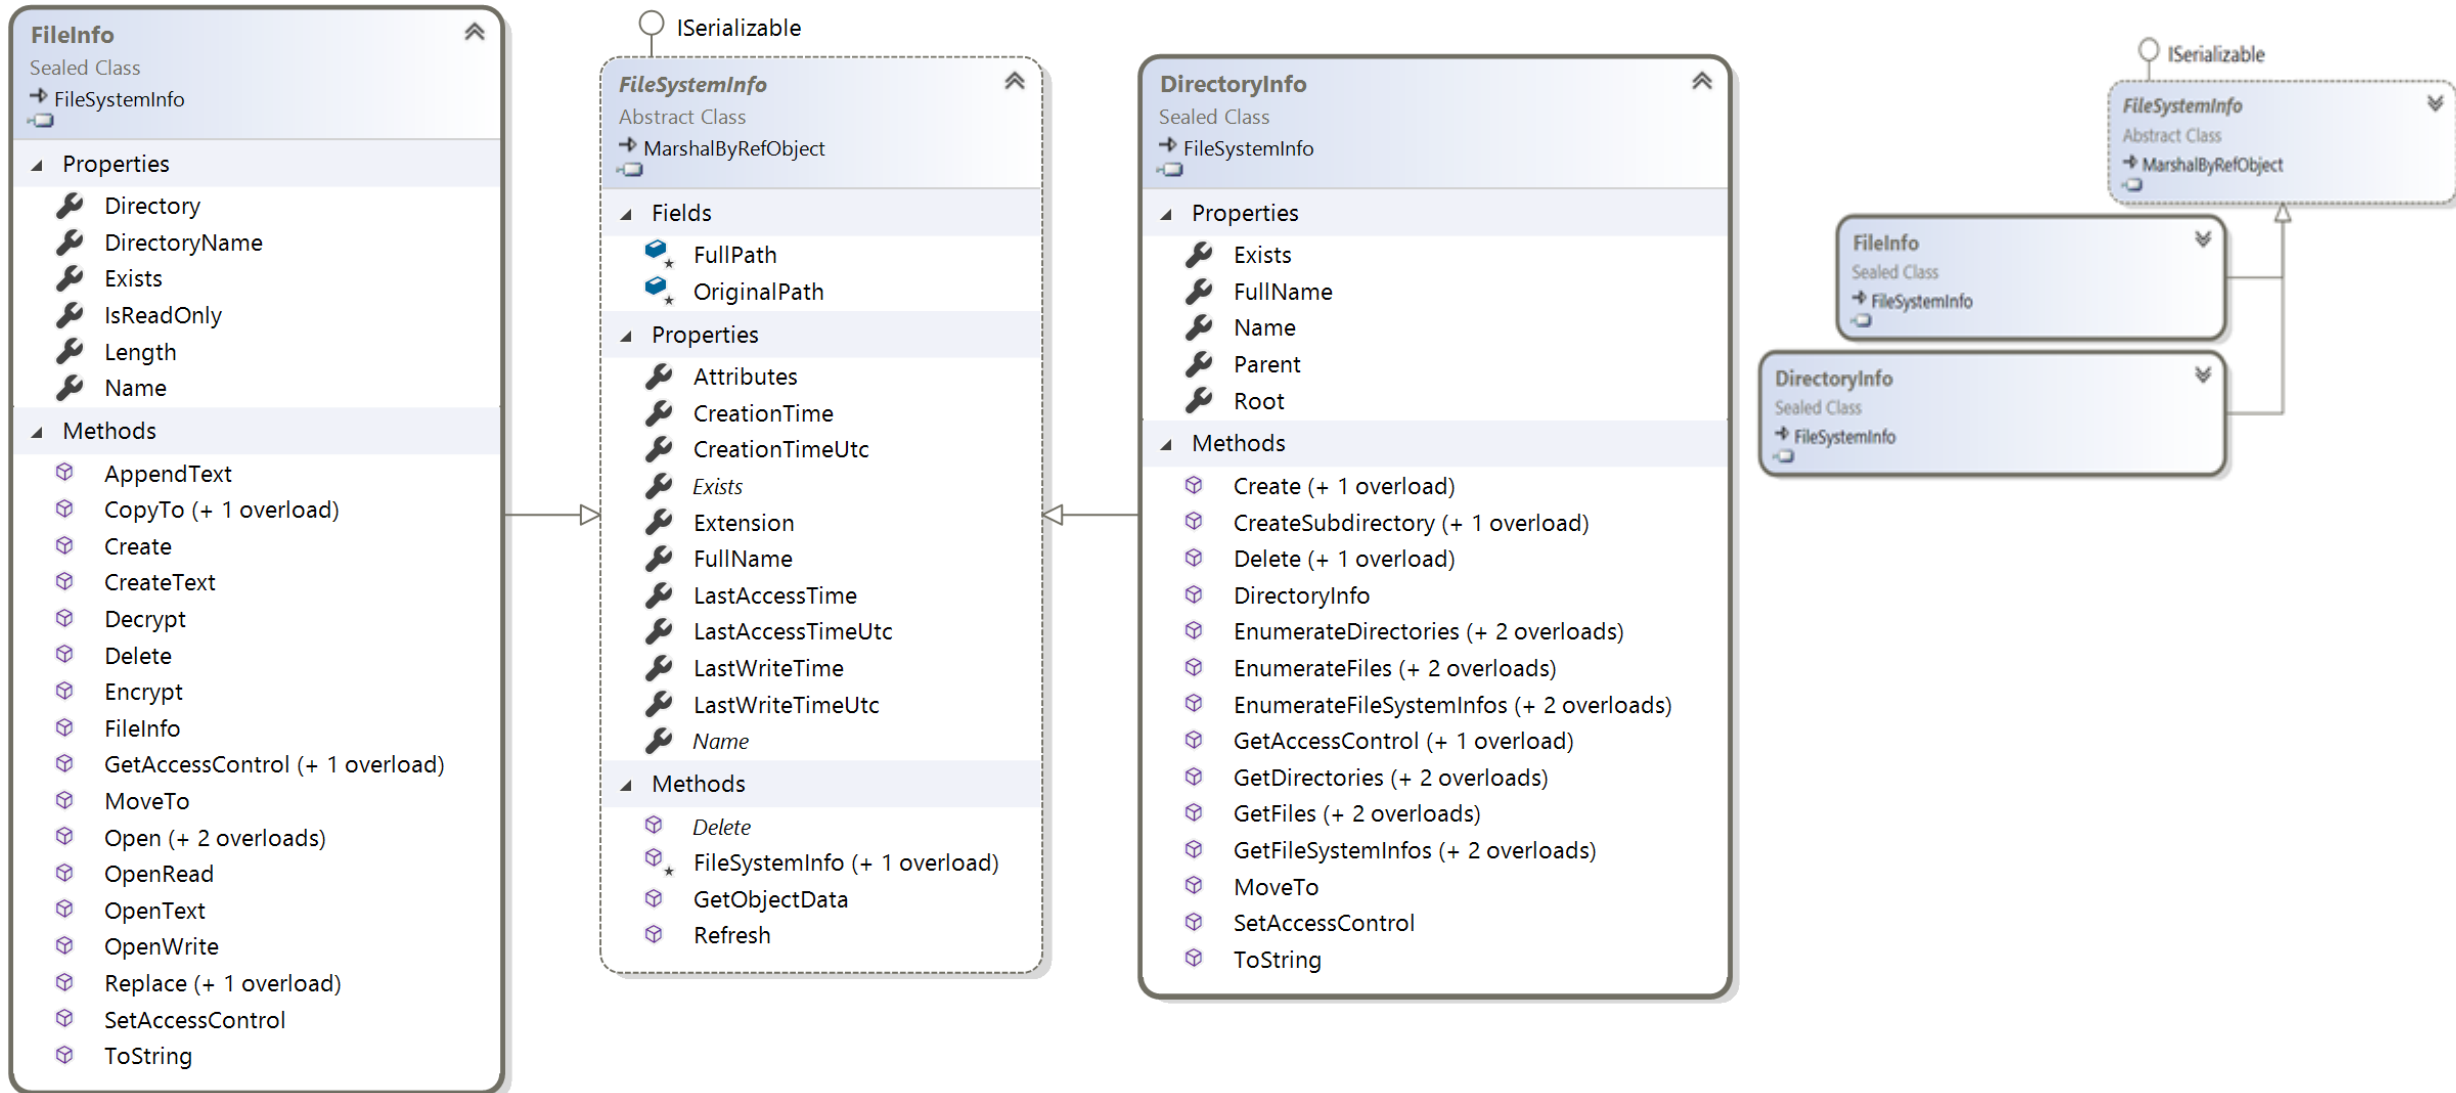 FileInfo
Sealed Class
FileSystemInfo
Properties
Directory
DirectoryName
Exists
IsReadOnly
Length
Name
Methods
AppendText
CopyTo (+ 1 overload)
Create
CreateText
Decrypt
Delete
Encrypt
FileInfo
GetAccessControl (+ 1 overload)
MoveTo
Open (+ 2 overloads)
OpenRead
OpenText
OpenWrite
Replace (+ 1 overload)
SetAccessControl
ToString
ISerializable
FileSystemInfo
Abstract Class
MarshalByRefObject
Fields
FullPath
OriginalPath
Properties
Attributes
CreationTime
CreationTimeUtc
Exists
Extension
FullName
LastAccessTime
LastAccessTimeUtc
LastWriteTime
LastWriteTimeUtc
Name
Methods
Delete
FileSystemInfo (+ 1 overload)
GetObjectData
Refresh
DirectoryInfo
Sealed Class
FileSystemInfo
Properties
Exists
FullName
Name
Parent
Root
Methods
Create (+ 1 overload)
CreateSubdirectory (+ 1 overload)
Delete (+ 1 overload)
DirectoryInfo
EnumerateDirectories (+ 2 overloads)
EnumerateFiles (+ 2 overloads)
EnumerateFileSystemInfos (+ 2 overloads)
GetAccessControl (+ 1 overload)
GetDirectories (+ 2 overloads)
GetFiles (+ 2 overloads)
GetFileSystemInfos (+ 2 overloads)
MoveTo
SetAccessControl
ToString
ISerializable
FileSystemInfo
Abstract Class
MarshalByRefObject
FileInfo
Sealed Class
FileSystemInfo
DirectoryInfo
Sealed Class
FileSystemInfo